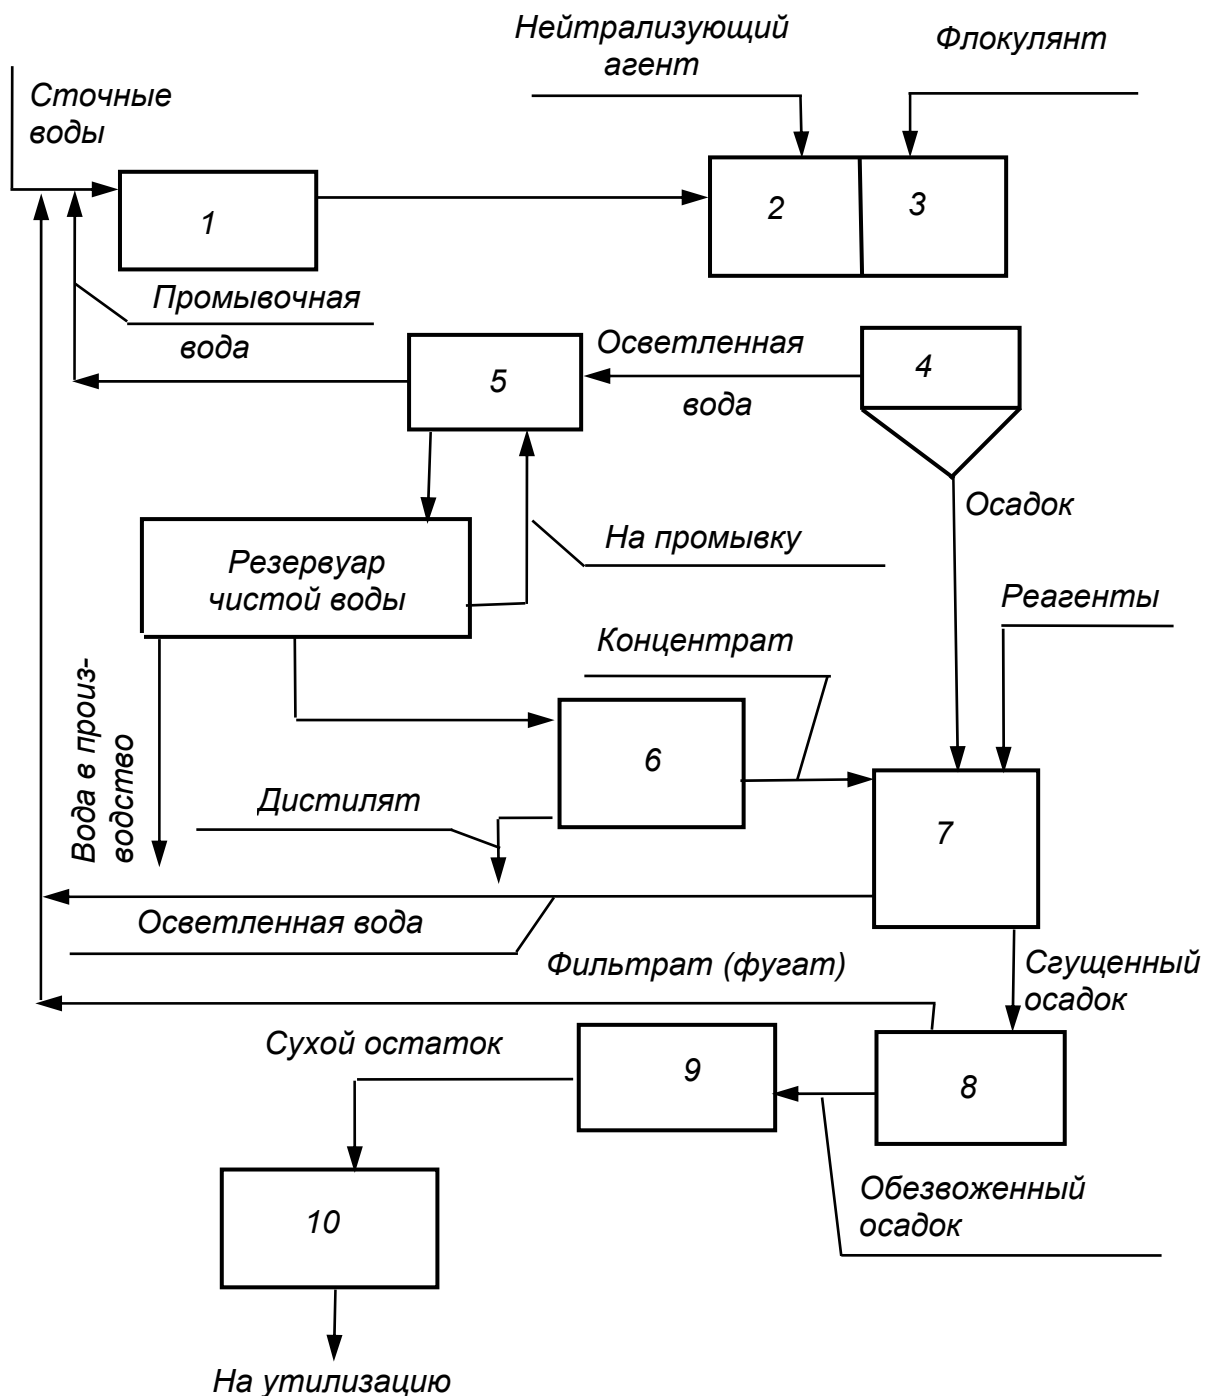 Нейтрализующий
агент
Флокулянт
Сточные
воды
1
2
3
Промывочная
вода
5
Осветленная
вода
4
Осадок
Резервуар
чистой воды
На промывку
Реагенты
Концентрат
Вода в произ-
водство
6
Дистилят
7
Осветленная вода
Фильтрат (фугат)
Сгущенный
осадок
Сухой остаток
9
8
Обезвоженный
осадок
10
На утилизацию